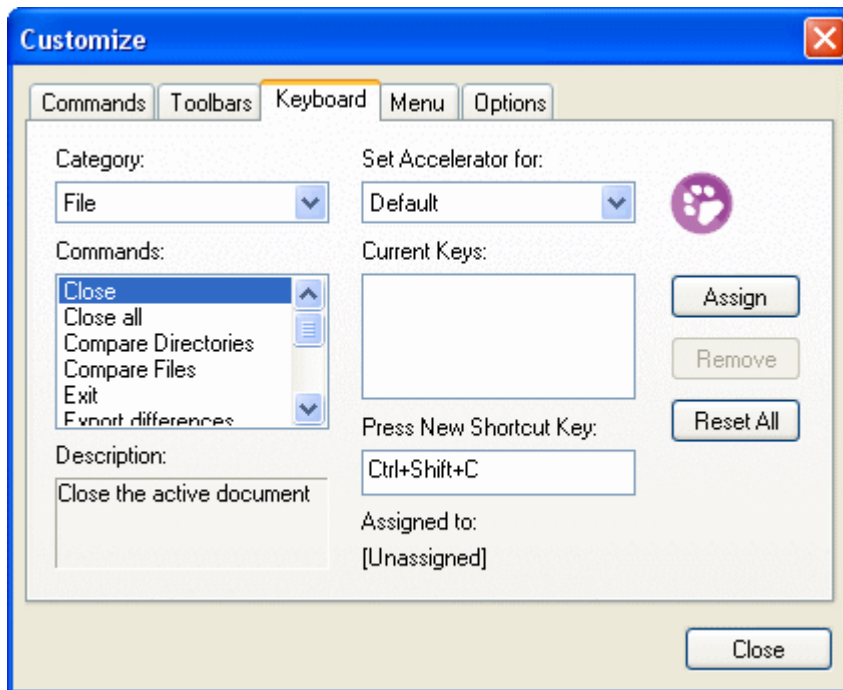 Customize
Commands Toolbars Keyboard Menu Options
Category:
File
Commands:
Close
Close all
Compare Directories
Compare Files
Exit
Export differences
Description:
Close the active document
Set Accelerator for:
Default
Current Keys:
Press New Shortcut Key:
Ctrl+Shift+C
Assigned to:
[Unassigned]
Assign
Remove
Reset All
Close